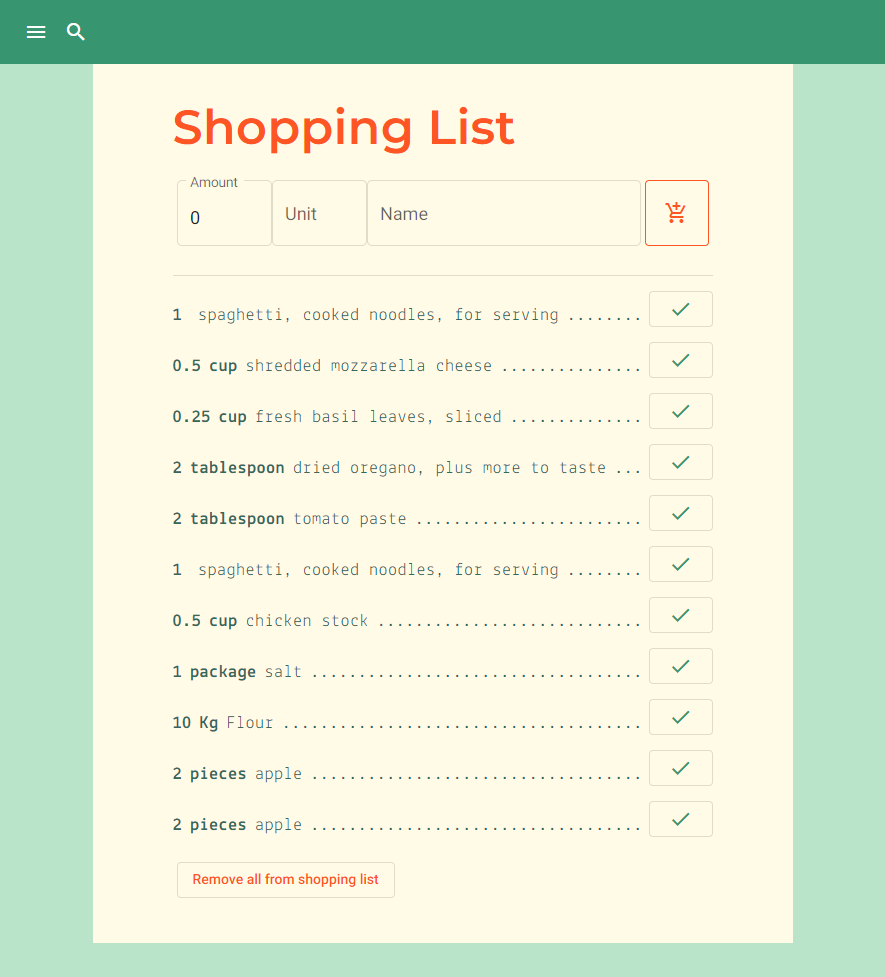 Shopping List
Amount
0 Unit Name
1 spaghetti, cooked noodles, for serving ........
0.5 cup shredded mozzarella cheese ...............
0.25 cup fresh basil leaves, sliced ..............
2 tablespoon dried oregano, plus more to taste ...
2 tablespoon tomato paste ........................
1 spaghetti, cooked noodles, for serving ........
0.5 cup chicken stock ............................
1 package salt ...................................
10 Kg Flour ......................................
2 pieces apple ...................................
2 pieces apple ...................................
Remove all from shopping list